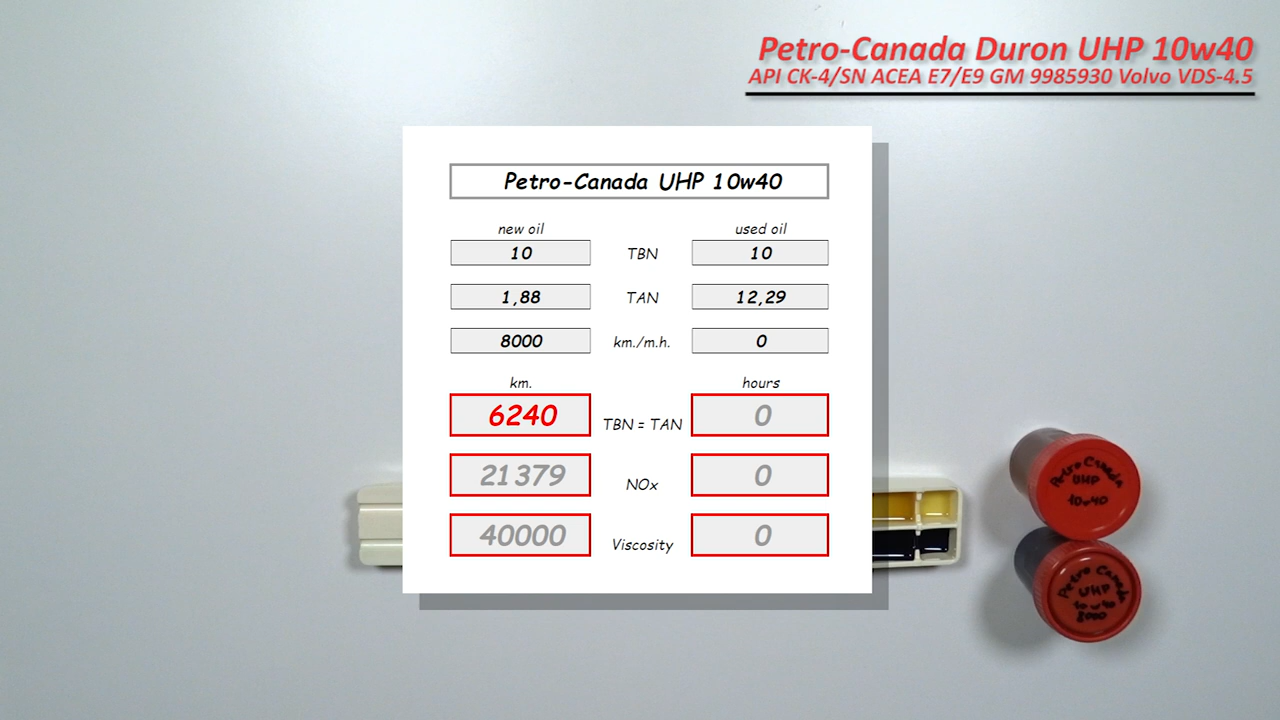 Petro-Canada Duron UHP 10w40
API CK-4/SN ACEA E7/E9 GM 9985930 Volvo VDS-4.5
Petro-Canada UHP 10w40
new oil used oil
10 TBN 10
1,88 TAN 12,29
8000 km./m.h. 0
km. hours
6240 TBN = TAN 0
21379 NOx 0
40000 Viscosity 0
Petro Canada
UHP
10w40
Petro Canada
UHP
10w40
8000